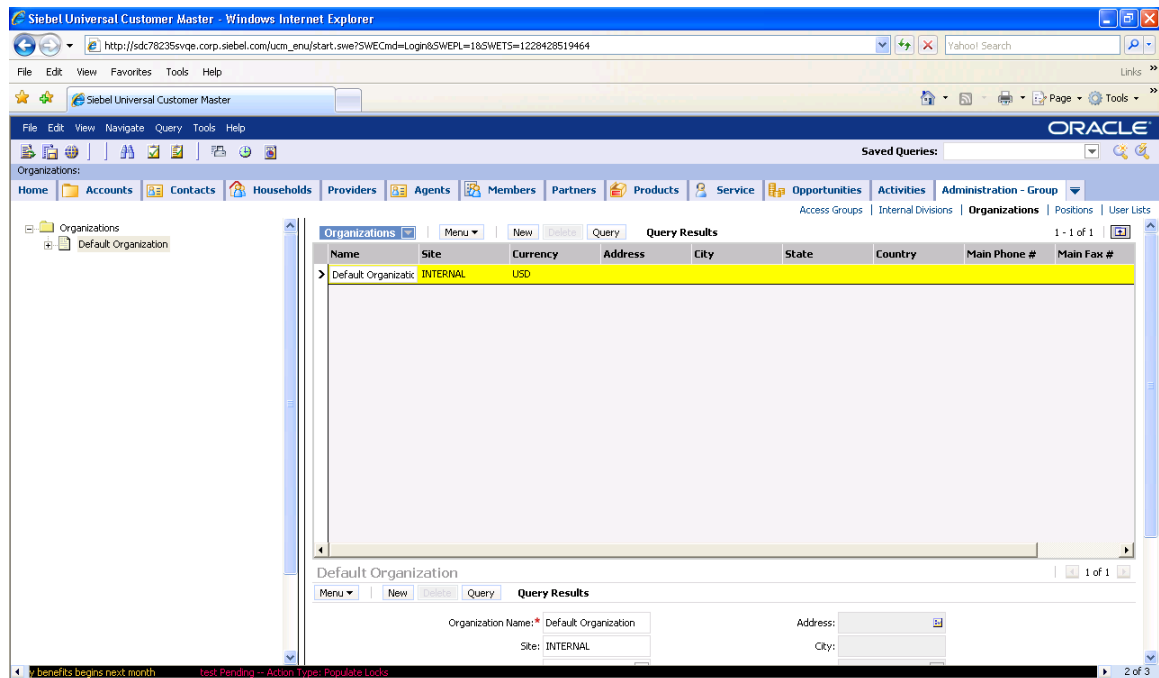 Siebel Universal Customer Master - Windows Internet Explorer
http://sdc78235svqe.corp.siebel.com/ucm_enu/start.swe?SWECmd=Login&SWEPL=1&SWETS=1228428519464
Yahoo! Search
File Edit View Favorites Tools Help
Links »
Siebel Universal Customer Master
Page Tools »
File Edit View Navigate Query Tools Help
ORACLE
Saved Queries:
Organizations:
Home Accounts Contacts Households Providers Agents Members Partners Products Service Opportunities Activities Administration - Group
Access Groups | Internal Divisions | Organizations | Positions | User Lists
Organizations
Default Organization
Organizations Menu New Delete Query Query Results 1 - 1 of 1
Name Site Currency Address City State Country Main Phone # Main Fax #
Default Organizatic INTERNAL USD
Default Organization
1 of 1
Menu New Delete Query Query Results
Organization Name:* Default Organization Address:
Site: INTERNAL City:
y benefits begins next month test Pending -- Action Type: Populate Locks 2 of 3